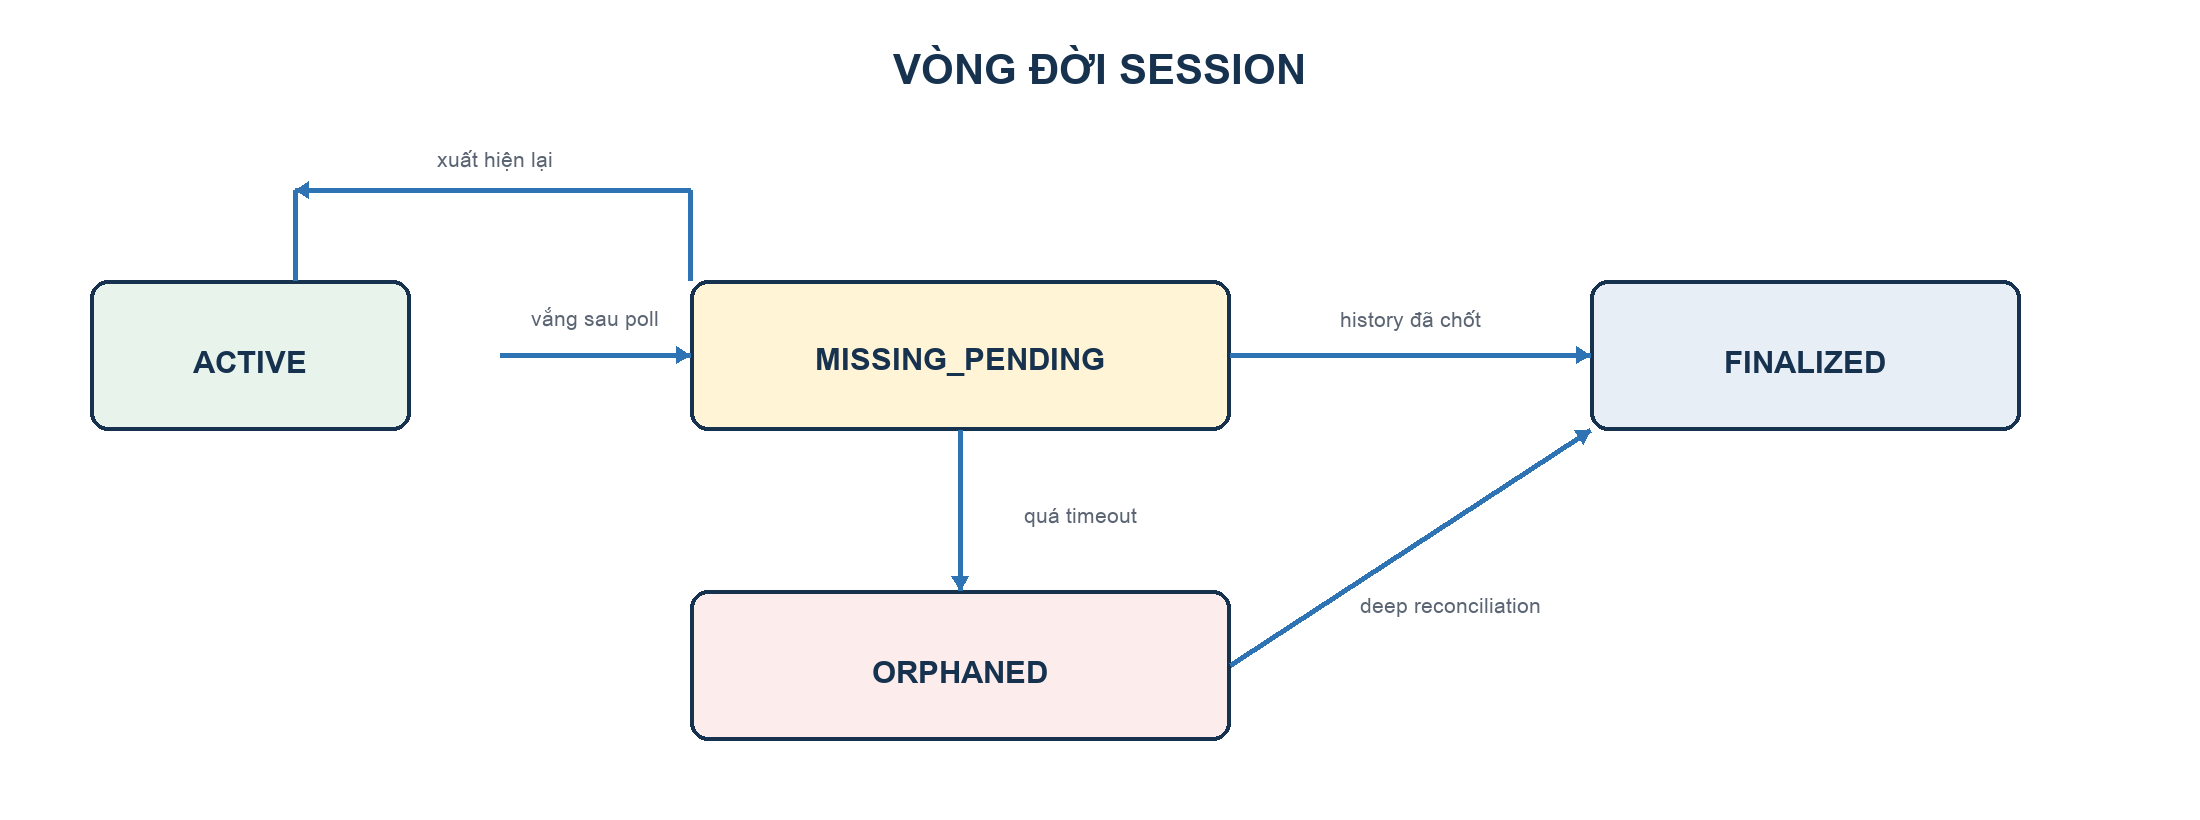 VÒNG ĐỜI SESSION
xuất hiện lại
vắng sau poll
history đã chốt
ACTIVE
MISSING_PENDING
FINALIZED
quá timeout
deep reconciliation
ORPHANED